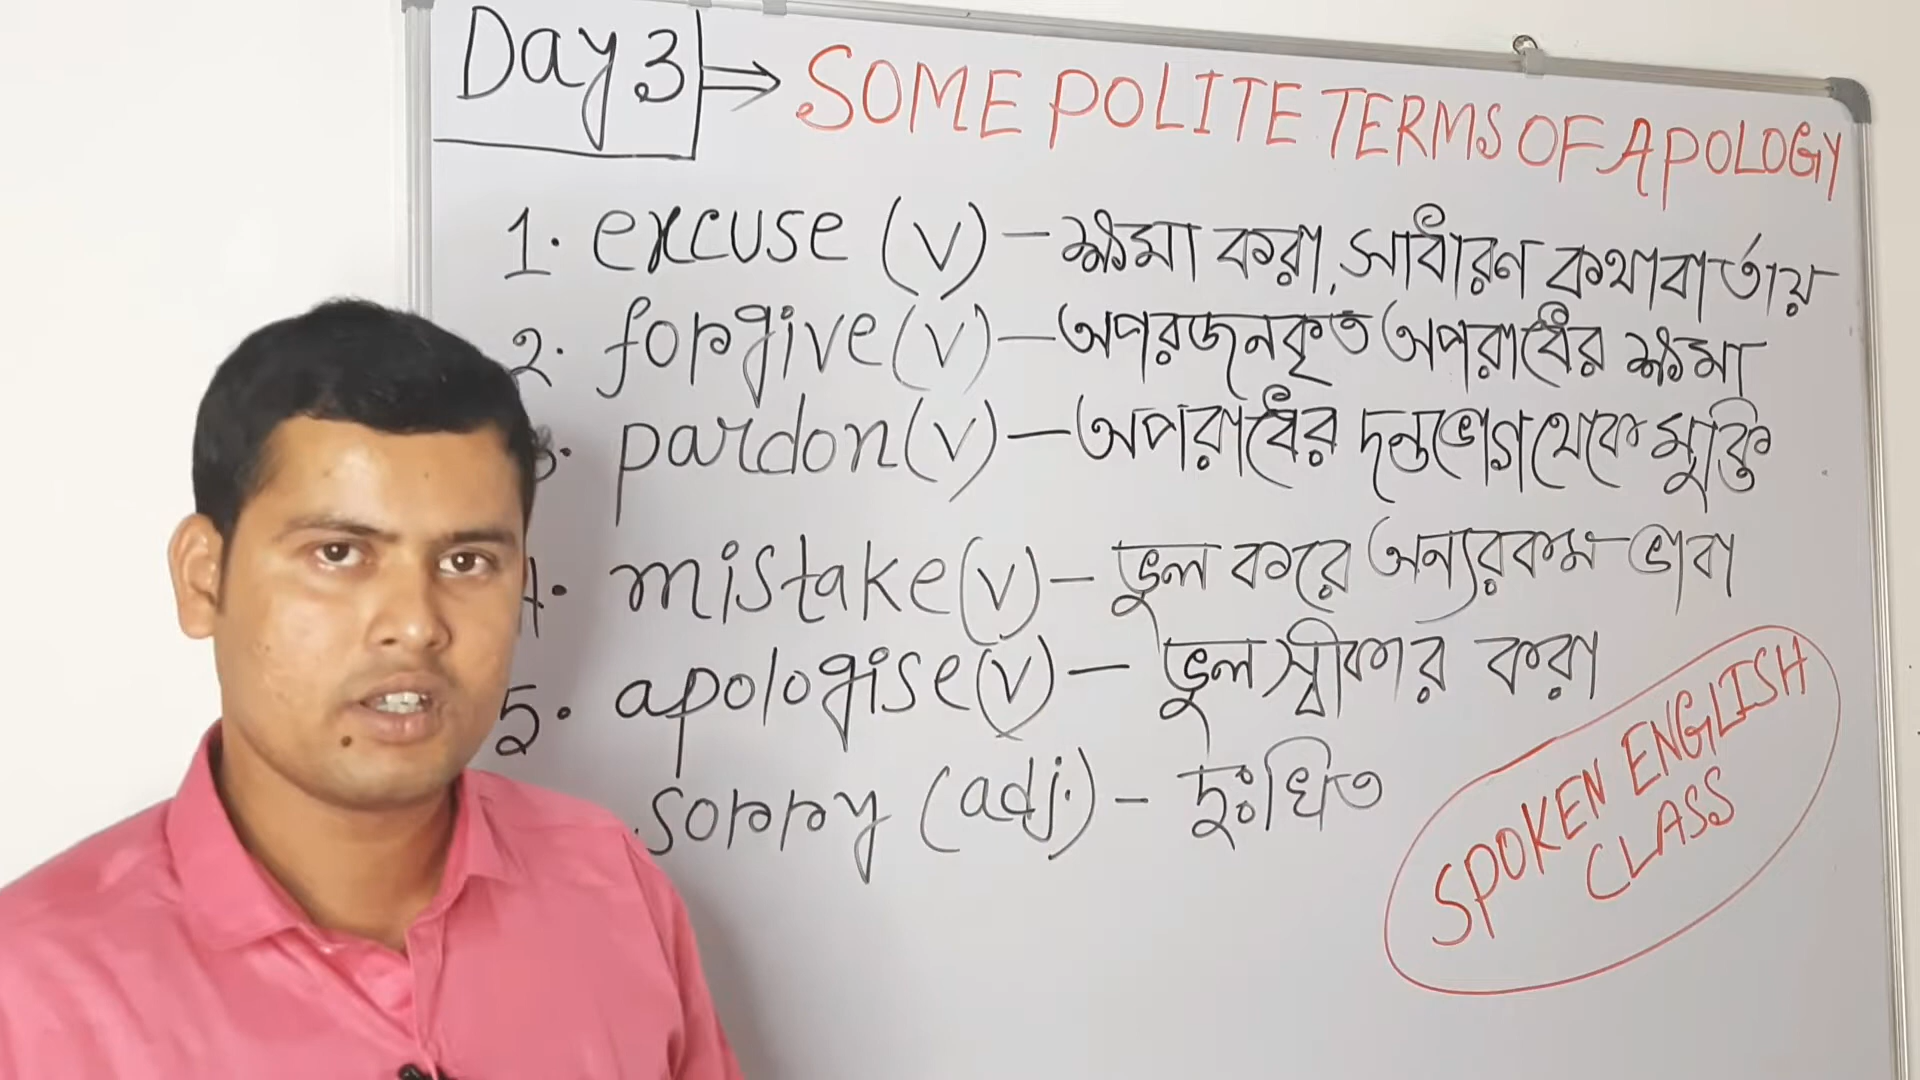 Day 3 ⇒ SOME POLITE TERMS OF APOLOGY
1. excuse (v) – ক্ষমা করা, সাধারণ কথাবার্তায়
2. forgive (v) – অপরজনকৃত অপরাধের ক্ষমা
3. pardon (v) – অপরাধের দন্ডভোগ থেকে মুক্তি
4. mistake (v) – ভুল করে অন্যরকম ভাবা
5. apologise (v) – ভুল স্বীকার করা
sorry (adj.) – দুঃখিত
SPOKEN ENGLISH
CLASS